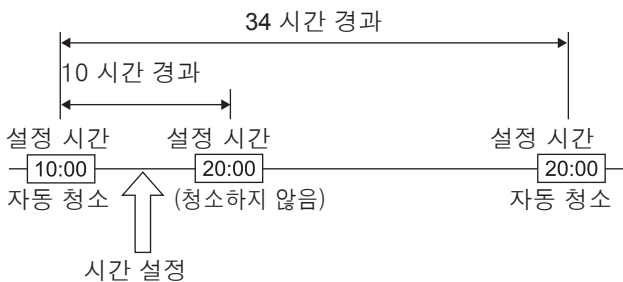 34 시간 경과
10 시간 경과
설정 시간 설정 시간 설정 시간
10:00 20:00 20:00
자동 청소 (청소하지 않음) 자동 청소
시간 설정